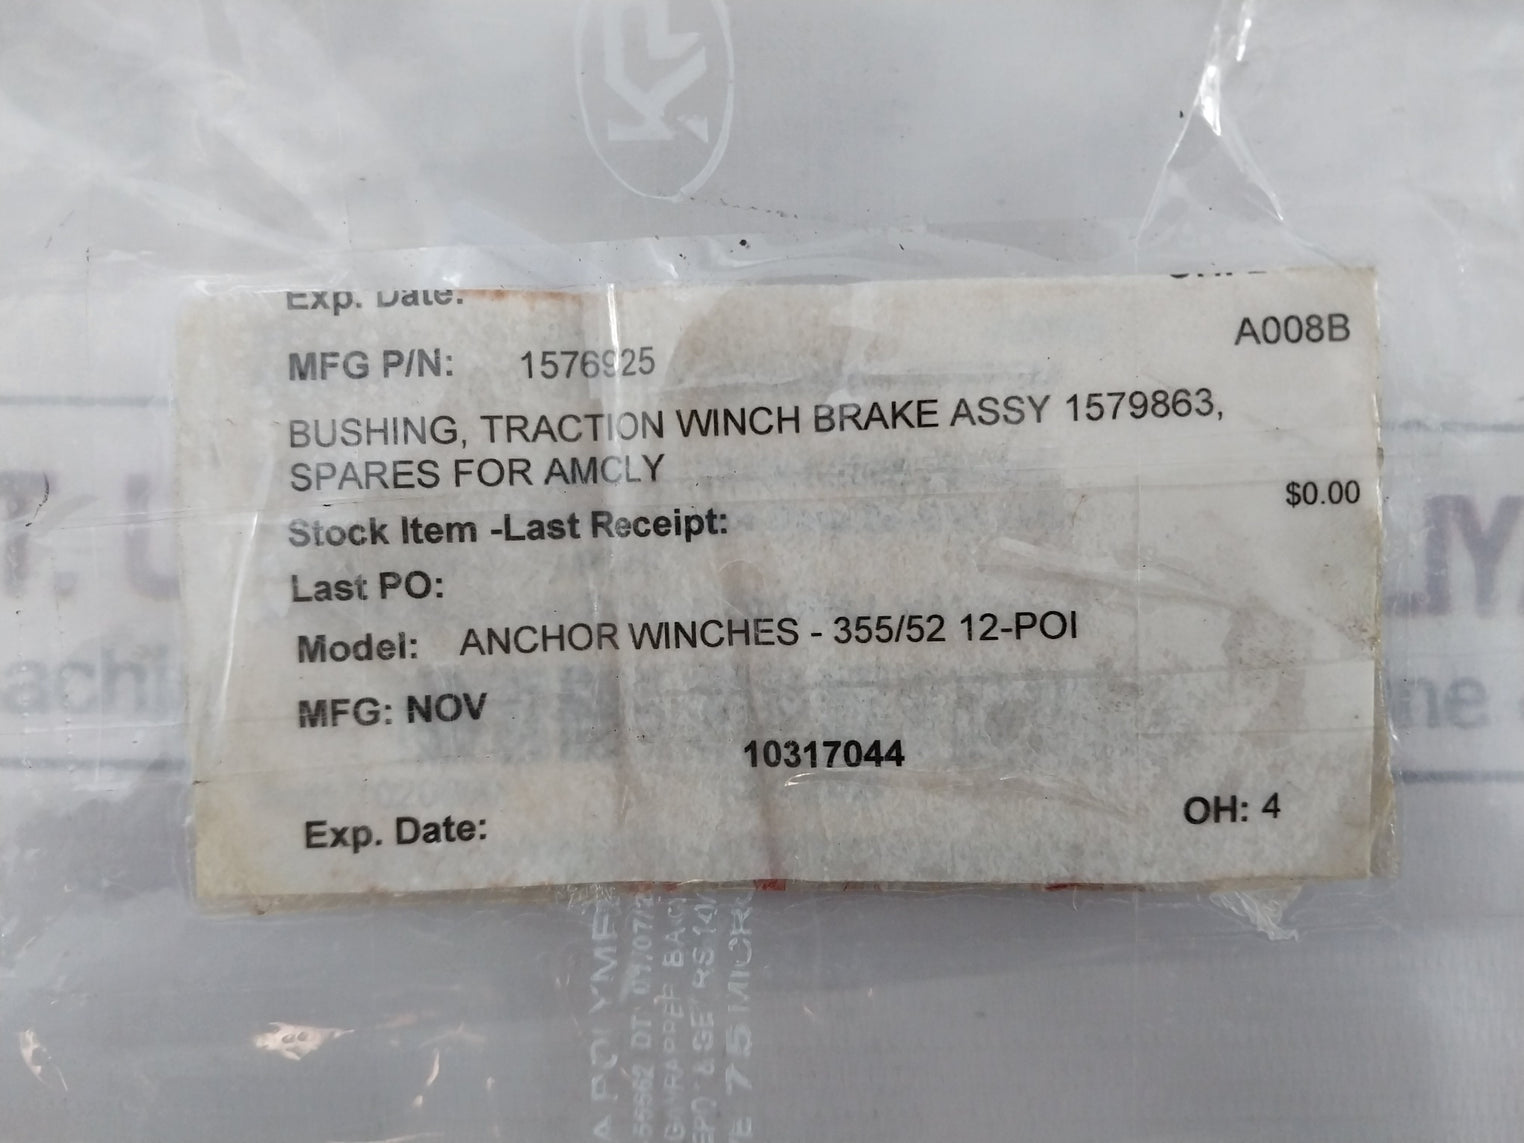 Exp. Date:
A008B
MFG P/N: 1576925
BUSHING, TRACTION WINCH BRAKE ASSY 1579863,
SPARES FOR AMCLY
$0.00
Stock Item -Last Receipt:
Last PO:
Model: ANCHOR WINCHES - 355/52 12-POI
MFG: NOV
10317044
Exp. Date:
OH: 4